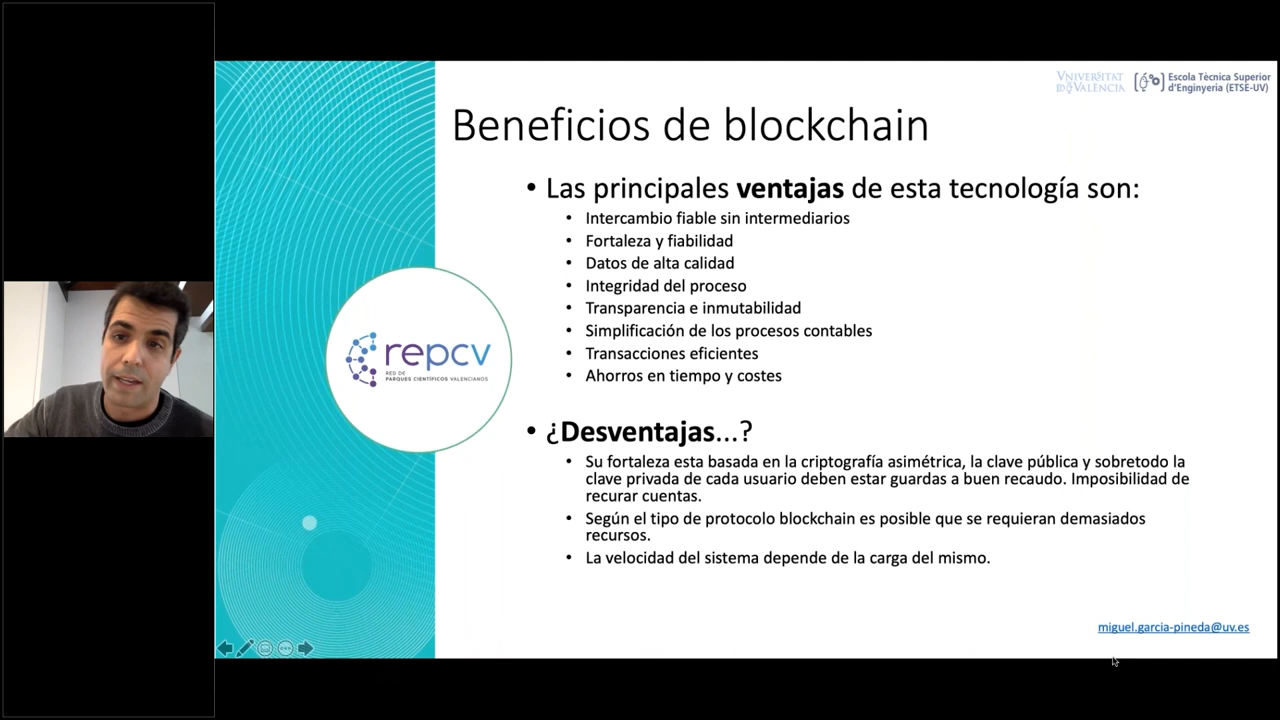 VNIVERSITAT
ID VALÈNCIA
Escola Tècnica Superior
d'Enginyeria (ETSE-UV)
Beneficios de blockchain
• Las principales ventajas de esta tecnología son:
• Intercambio fiable sin intermediarios
• Fortaleza y fiabilidad
• Datos de alta calidad
• Integridad del proceso
• Transparencia e inmutabilidad
• Simplificación de los procesos contables
• Transacciones eficientes
• Ahorros en tiempo y costes
repcv
RED DE
PARQUES CIENTÍFICOS VALENCIANOS
• ¿Desventajas...?
• Su fortaleza esta basada en la criptografía asimétrica, la clave pública y sobretodo la
clave privada de cada usuario deben estar guardas a buen recaudo. Imposibilidad de
recurar cuentas.
• Según el tipo de protocolo blockchain es posible que se requieran demasiados
recursos.
• La velocidad del sistema depende de la carga del mismo.
miguel.garcia-pineda@uv.es